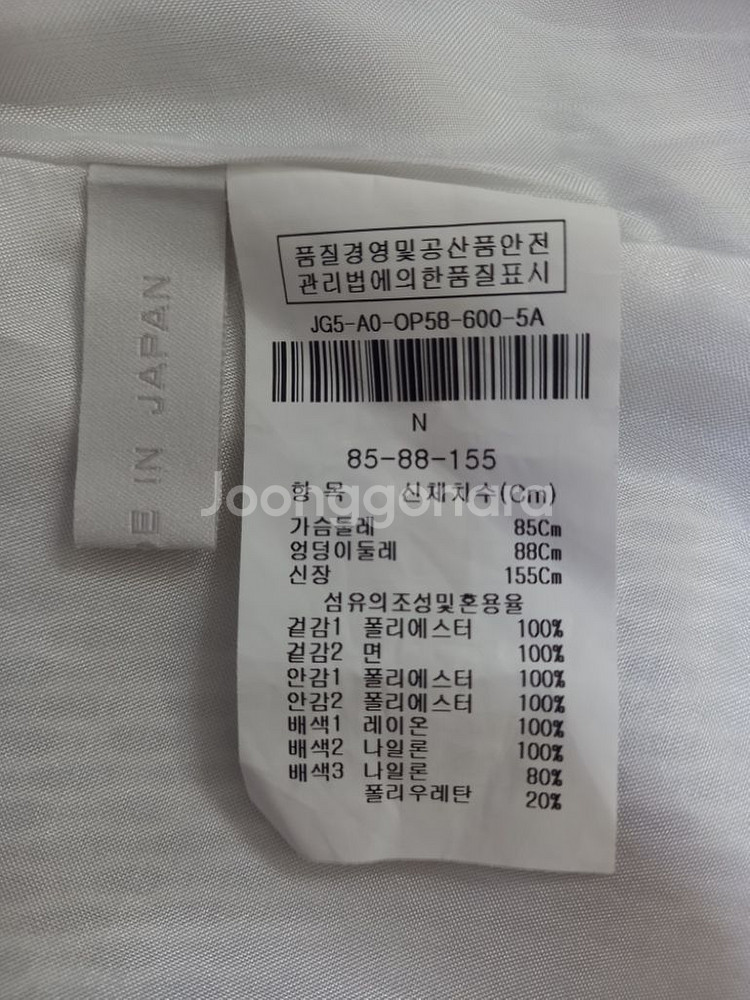 품질경영및공산품안전
관리법에의한품질표시
JG5-A0-OP58-600-5A
N
85-88-155
항 목 신체치수(Cm)
가슴둘레 85Cm
엉덩이둘레 88Cm
신장 155Cm
섬유의조성및혼용율
겉감1 폴리에스터 100%
겉감2 면 100%
안감1 폴리에스터 100%
안감2 폴리에스터 100%
배색1 레이온 100%
배색2 나일론 100%
배색3 나일론 80%
폴리우레탄 20%
DE IN JAPAN
Joonggonara